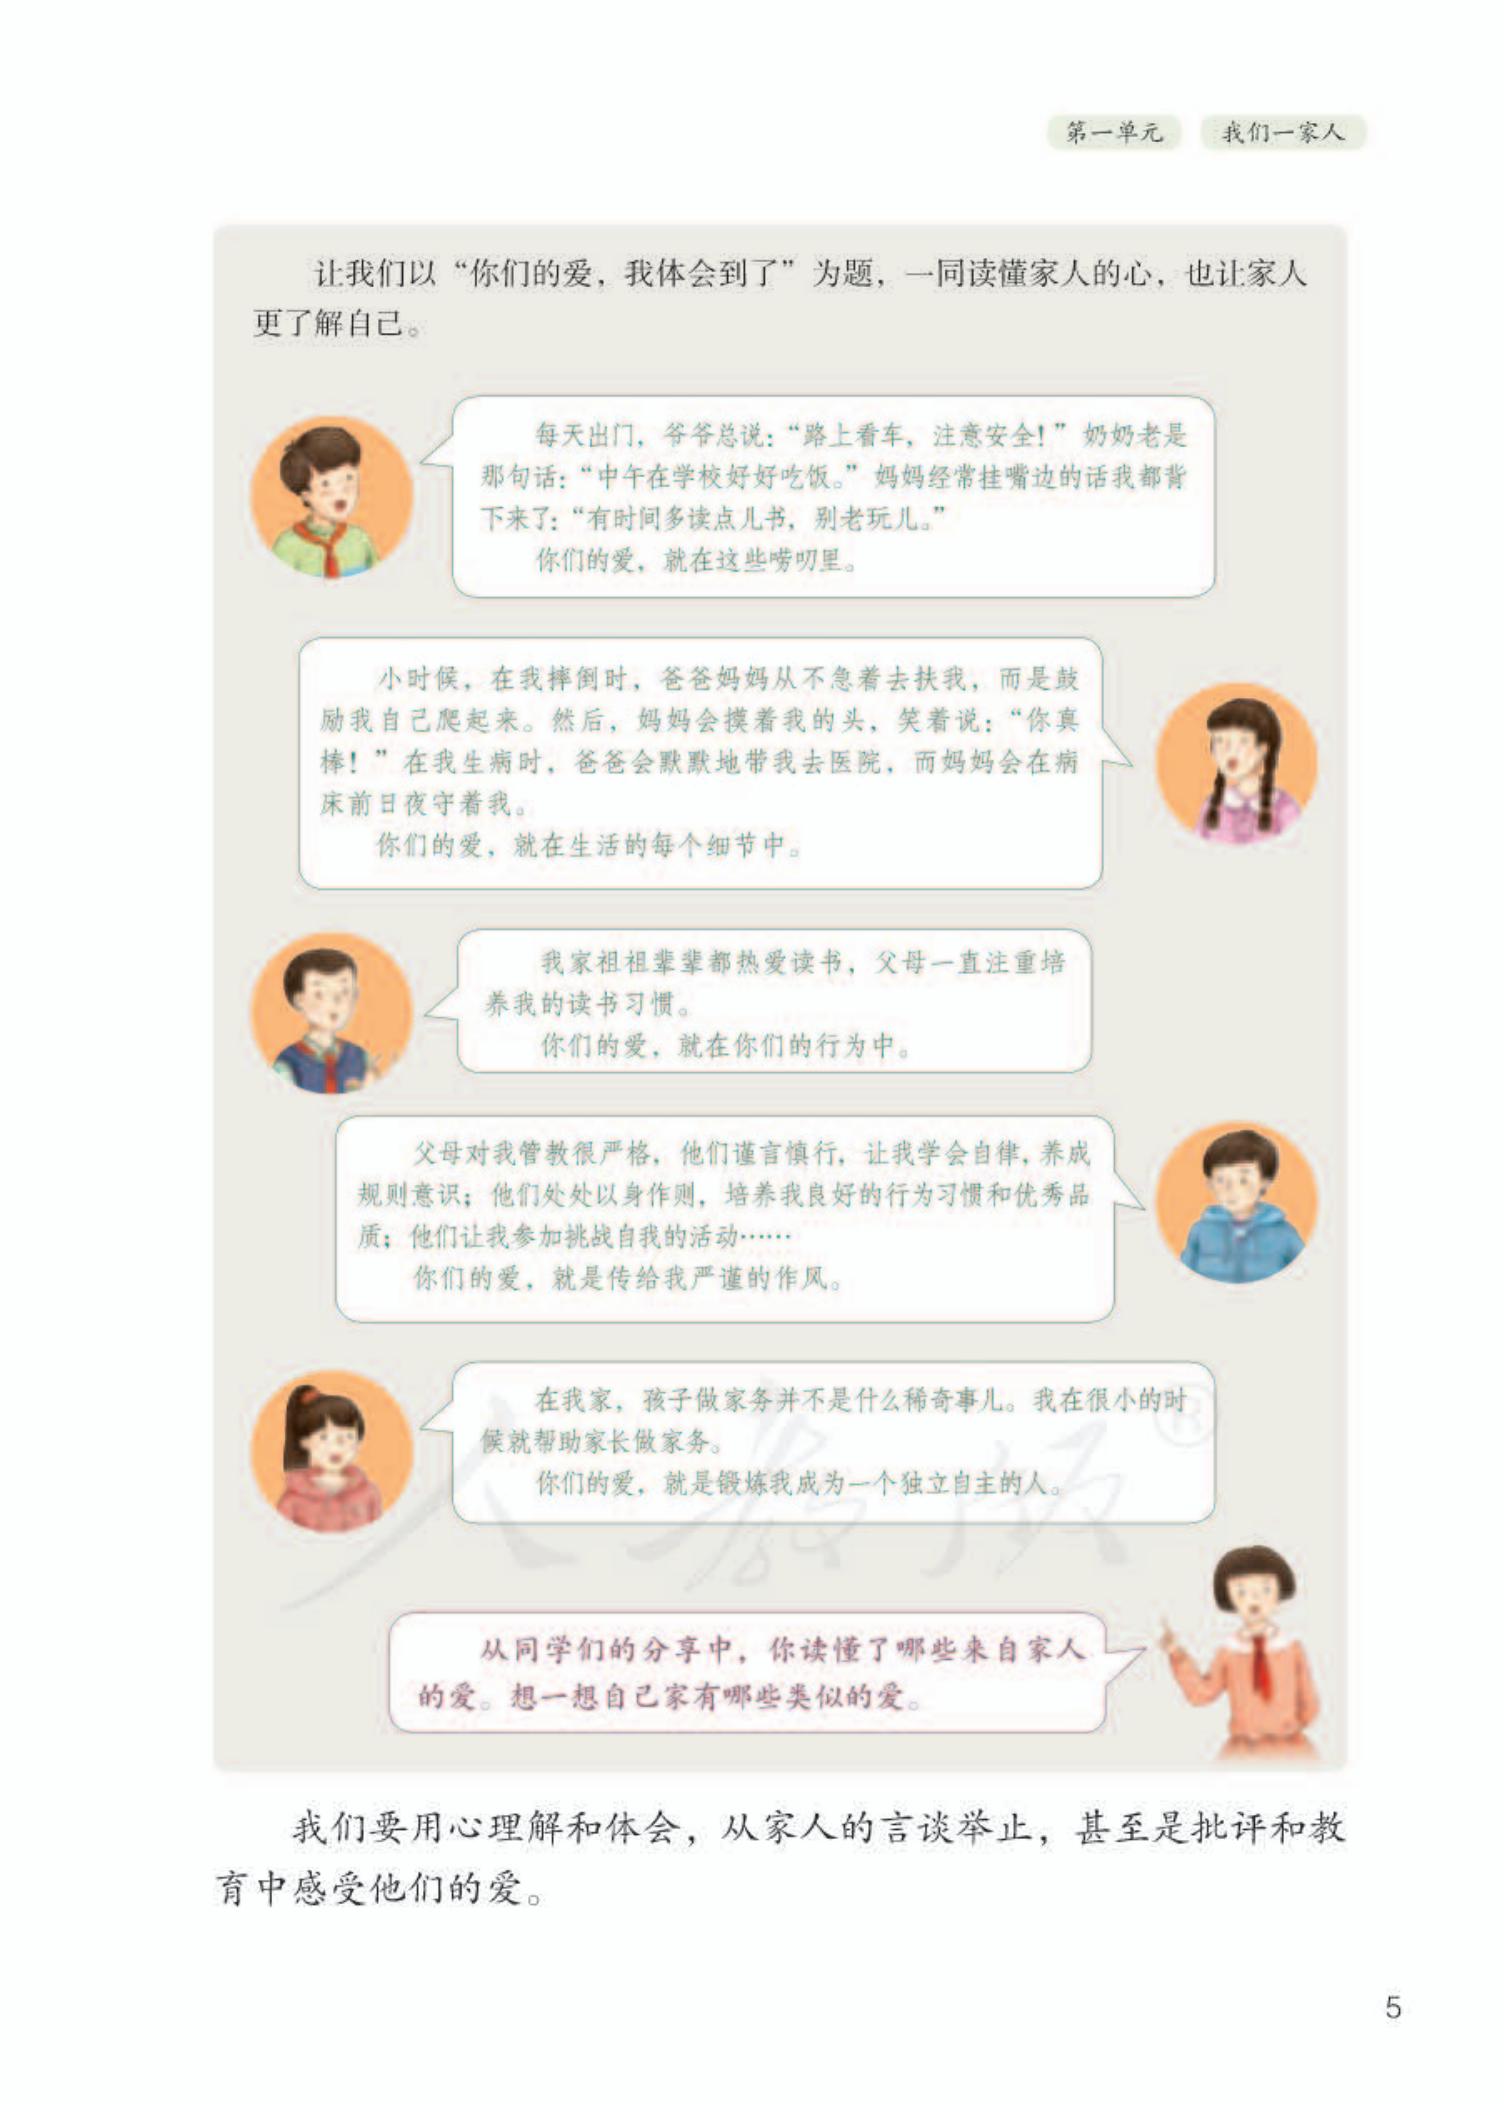 第一单元 我们一家人
让我们以“你们的爱，我体会到了”为题，一同读懂家人的心，也让家人
更了解自己。
每天出门，爷爷总说：“路上看车，注意安全！”奶奶老是
那句话：“中午在学校好好吃饭。”妈妈经常挂嘴边的话我都背
下来了：“有时间多读点儿书，别老玩儿。”
你们的爱，就在这些唠叨里。
小时候，在我摔倒时，爸爸妈妈从不急着去扶我，而是鼓
励我自己爬起来。然后，妈妈会摸着我的头，笑着说：“你真
棒！”在我生病时，爸爸会默默地带我去医院，而妈妈会在病
床前日夜守着我。
你们的爱，就在生活的每个细节中。
我家祖祖辈辈都热爱读书，父母一直注重培
养我的读书习惯。
你们的爱，就在你们的行为中。
父母对我管教很严格，他们谨言慎行，让我学会自律，养成
规则意识；他们处处以身作则，培养我良好的行为习惯和优秀品
质；他们让我参加挑战自我的活动……
你们的爱，就是传给我严谨的作风。
在我家，孩子做家务并不是什么稀奇事儿。我在很小的时
候就帮助家长做家务。
你们的爱，就是锻炼我成为一个独立自主的人。
人教版®
从同学们的分享中，你读懂了哪些来自家人
的爱。想一想自己家有哪些类似的爱。
我们要用心理解和体会，从家人的言谈举止，甚至是批评和教
育中感受他们的爱。
5